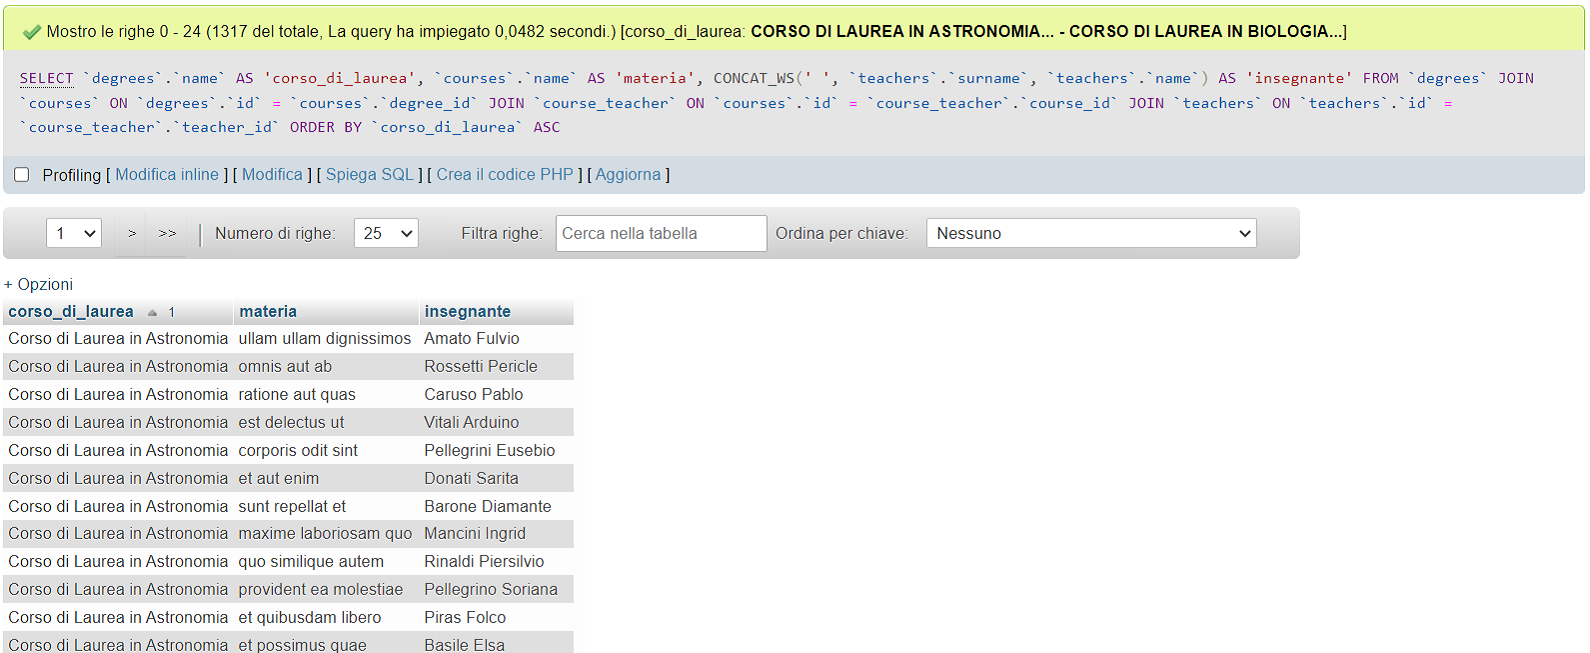 Mostro le righe 0 - 24 (1317 del totale, La query ha impiegato 0,0482 secondi.) [corso_di_laurea: CORSO DI LAUREA IN ASTRONOMIA... - CORSO DI LAUREA IN BIOLOGIA...]
SELECT `degrees`.`name` AS 'corso_di_laurea', `courses`.`name` AS 'materia', CONCAT_WS(' ', `teachers`.`surname`, `teachers`.`name`) AS 'insegnante' FROM `degrees` JOIN
`courses` ON `degrees`.`id` = `courses`.`degree_id` JOIN `course_teacher` ON `courses`.`id` = `course_teacher`.`course_id` JOIN `teachers` ON `teachers`.`id` =
`course_teacher`.`teacher_id` ORDER BY `corso_di_laurea` ASC
Profiling [ Modifica inline ] [ Modifica ] [ Spiega SQL ] [ Crea il codice PHP ] [ Aggiorna ]
1 > >> | Numero di righe: 25 Filtra righe: Cerca nella tabella Ordina per chiave: Nessuno
+ Opzioni
corso_di_laurea 1 materia insegnante
Corso di Laurea in Astronomia ullam ullam dignissimos Amato Fulvio
Corso di Laurea in Astronomia omnis aut ab Rossetti Pericle
Corso di Laurea in Astronomia ratione aut quas Caruso Pablo
Corso di Laurea in Astronomia est delectus ut Vitali Arduino
Corso di Laurea in Astronomia corporis odit sint Pellegrini Eusebio
Corso di Laurea in Astronomia et aut enim Donati Sarita
Corso di Laurea in Astronomia sunt repellat et Barone Diamante
Corso di Laurea in Astronomia maxime laboriosam quo Mancini Ingrid
Corso di Laurea in Astronomia quo similique autem Rinaldi Piersilvio
Corso di Laurea in Astronomia provident ea molestiae Pellegrino Soriana
Corso di Laurea in Astronomia et quibusdam libero Piras Folco
Corso di Laurea in Astronomia et possimus quae Basile Elsa